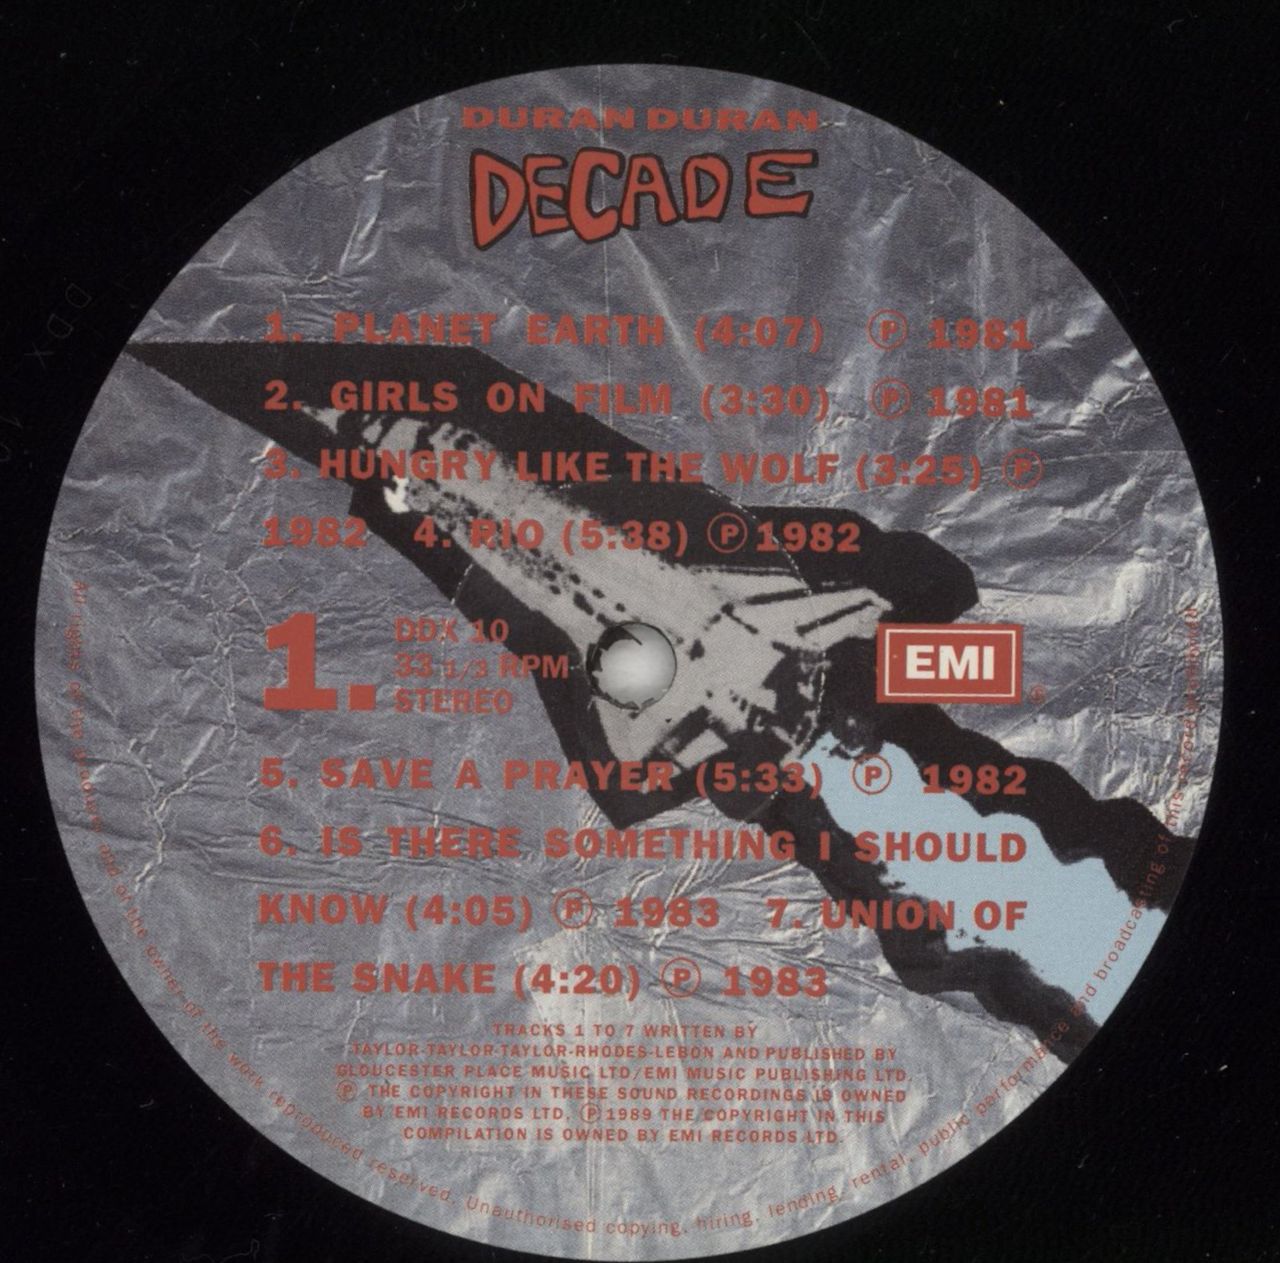 DURAN DURAN
DECADE
1. PLANET EARTH (4:07) ℗ 1981
2. GIRLS ON FILM (3:30) ℗ 1981
3. HUNGRY LIKE THE WOLF (3:25) ℗
1982 4. RIO (5:38) ℗ 1982
1.
DDX 10
33 1/3 RPM
STEREO
EMI
®
5. SAVE A PRAYER (5:33) ℗ 1982
6. IS THERE SOMETHING I SHOULD
KNOW (4:05) ℗ 1983 7. UNION OF
THE SNAKE (4:20) ℗ 1983
TRACKS 1 TO 7 WRITTEN BY
TAYLOR-TAYLOR-TAYLOR-RHODES-LEBON AND PUBLISHED BY
GLOUCESTER PLACE MUSIC LTD/EMI MUSIC PUBLISHING LTD.
℗ THE COPYRIGHT IN THESE SOUND RECORDINGS IS OWNED
BY EMI RECORDS LTD. ℗ 1989 THE COPYRIGHT IN THIS
COMPILATION IS OWNED BY EMI RECORDS LTD.
All rights of the and of the owner of the work reproduced reserved. Unauthorised copying, hiring, lending, rental, public performance and broadcasting of this record prohibited.
DDX 10